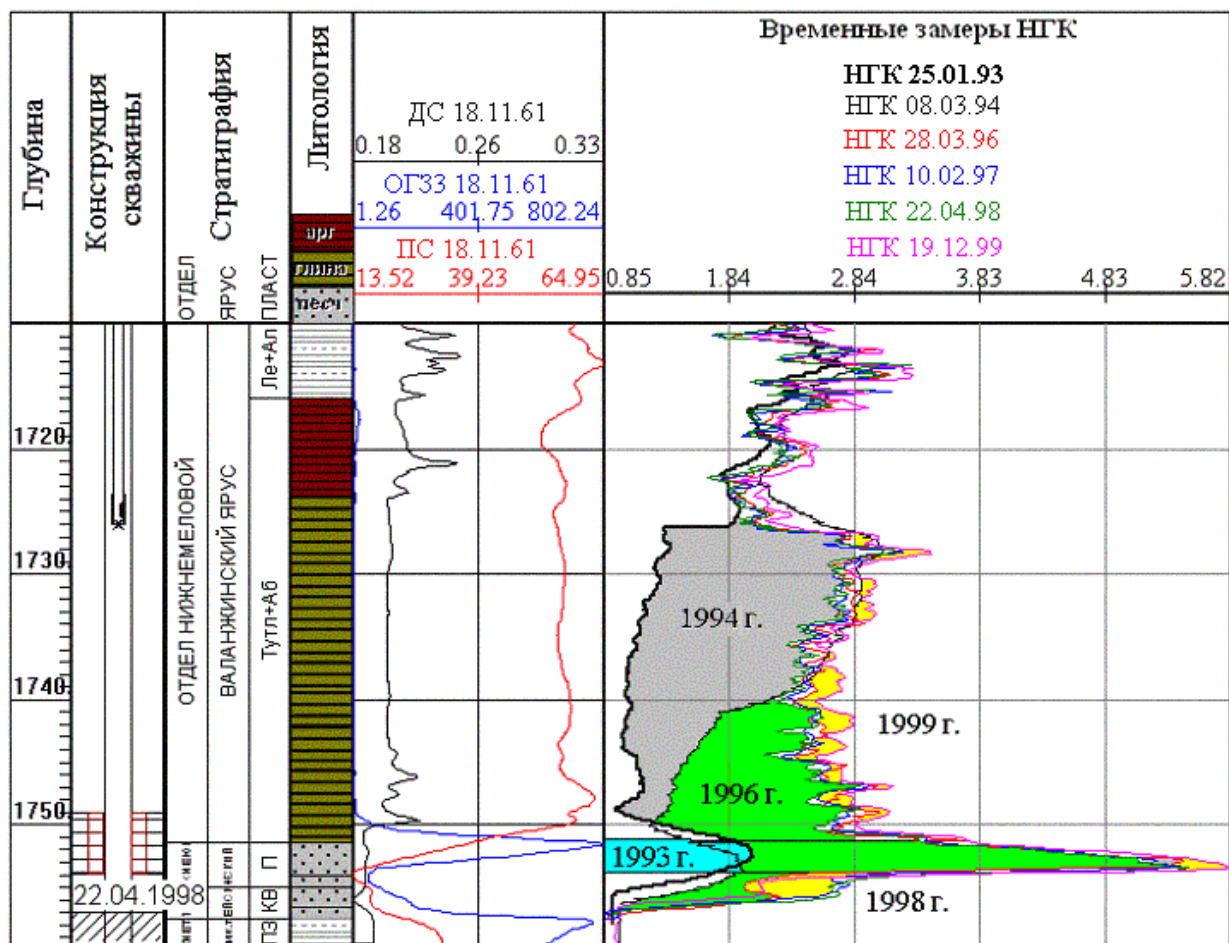 Временные замеры НГК
НГК 25.01.93
НГК 08.03.94
НГК 28.03.96
НГК 10.02.97
НГК 22.04.98
НГК 19.12.99
0.85 1.84 2.84 3.83 4.83 5.82
Глубина
Конструкция
скважины
Стратиграфия
ОТДЕЛ
ЯРУС
ПЛАСТ
Литология
арг
глина
песч
ДС 18.11.61
0.18 0.26 0.33
ОГЗЗ 18.11.61
1.26 401.75 802.24
ПС 18.11.61
13.52 39.23 64.95
1720
1730
1740
1750
22.04.1998
ОТДЕЛ НИЖНЕМЕЛОВОЙ
ВАЛАНЖИНСКИЙ ЯРУС
Ле+Ал
Тутл+Аб
П
КВ
ПЗ
1994 г.
1999 г.
1996 г.
1993 г.
1998 г.